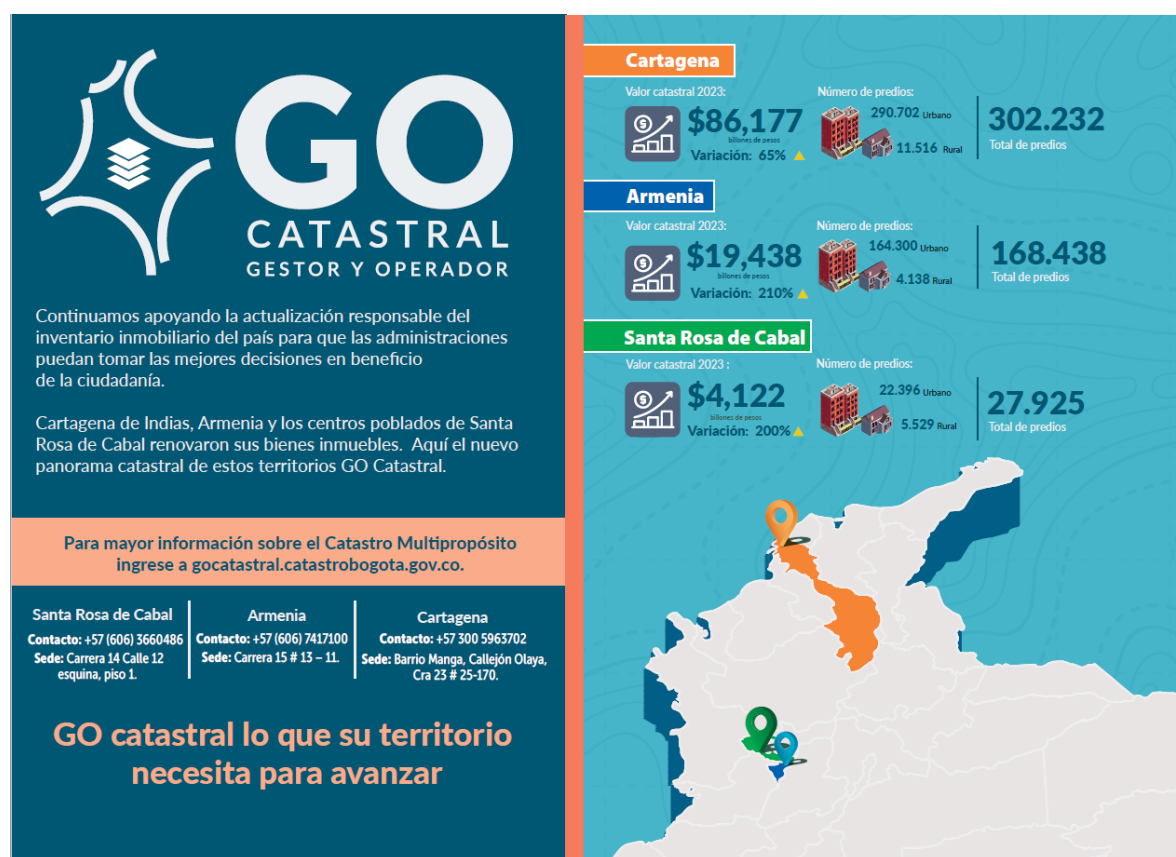 GO
CATASTRAL
GESTOR Y OPERADOR
Continuamos apoyando la actualización responsable del
inventario inmobiliario del país para que las administraciones
puedan tomar las mejores decisiones en beneficio
de la ciudadanía.
Cartagena de Indias, Armenia y los centros poblados de Santa
Rosa de Cabal renovaron sus bienes inmuebles. Aquí el nuevo
panorama catastral de estos territorios GO Catastral.
Para mayor información sobre el Catastro Multipropósito
ingrese a gocatastral.catastrobogota.gov.co.
Santa Rosa de Cabal
Contacto: +57 (606) 3660486
Sede: Carrera 14 Calle 12
esquina, piso 1.
Armenia
Contacto: +57 (606) 7417100
Sede: Carrera 15 # 13 – 11.
Cartagena
Contacto: +57 300 5963702
Sede: Barrio Manga, Callejón Olaya,
Cra 23 # 25-170.
GO catastral lo que su territorio
necesita para avanzar
Cartagena
Valor catastral 2023:
$86,177
billones de pesos
Variación: 65%
Número de predios:
290.702 Urbano
11.516 Rural
302.232
Total de predios
Armenia
Valor catastral 2023:
$19,438
billones de pesos
Variación: 210%
Número de predios:
164.300 Urbano
4.138 Rural
168.438
Total de predios
Santa Rosa de Cabal
Valor catastral 2023 :
$4,122
billones de pesos
Variación: 200%
Número de predios:
22.396 Urbano
5.529 Rural
27.925
Total de predios